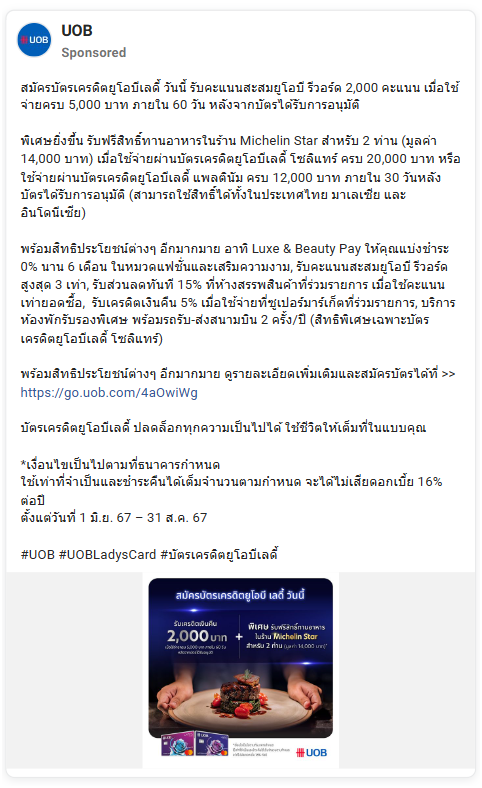 UOB
UOB
Sponsored
สมัครบัตรเครดิตยูโอบีเลดี้ วันนี้ รับคะแนนสะสมยูโอบี รีวอร์ด 2,000 คะแนน เมื่อใช้
จ่ายครบ 5,000 บาท ภายใน 60 วัน หลังจากบัตรได้รับการอนุมัติ
พิเศษยิ่งขึ้น รับฟรีสิทธิ์ทานอาหารในร้าน Michelin Star สำหรับ 2 ท่าน (มูลค่า
14,000 บาท) เมื่อใช้จ่ายผ่านบัตรเครดิตยูโอบีเลดี้ โซลิแทร์ ครบ 20,000 บาท หรือ
ใช้จ่ายผ่านบัตรเครดิตยูโอบีเลดี้ แพลตินัม ครบ 12,000 บาท ภายใน 30 วันหลัง
บัตรได้รับการอนุมัติ (สามารถใช้สิทธิ์ได้ทั้งในประเทศไทย มาเลเซีย และ
อินโดนีเซีย)
พร้อมสิทธิประโยชน์ต่างๆ อีกมากมาย อาทิ Luxe & Beauty Pay ให้คุณแบ่งชำระ
0% นาน 6 เดือน ในหมวดแฟชั่นและเสริมความงาม, รับคะแนนสะสมยูโอบี รีวอร์ด
สูงสุด 3 เท่า, รับส่วนลดทันที 15% ที่ห้างสรรพสินค้าที่ร่วมรายการ เมื่อใช้คะแนน
เท่ายอดซื้อ,  รับเครดิตเงินคืน 5% เมื่อใช้จ่ายที่ซูเปอร์มาร์เก็ตที่ร่วมรายการ, บริการ
ห้องพักรับรองพิเศษ พร้อมรถรับ-ส่งสนามบิน 2 ครั้ง/ปี (สิทธิพิเศษเฉพาะบัตร
เครดิตยูโอบีเลดี้ โซลิแทร์)
พร้อมสิทธิประโยชน์ต่างๆ อีกมากมาย ดูรายละเอียดเพิ่มเติมและสมัครบัตรได้ที่ >>
https://go.uob.com/4aOwiWg
บัตรเครดิตยูโอบีเลดี้ ปลดล็อกทุกความเป็นไปได้ ใช้ชีวิตให้เต็มที่ในแบบคุณ
*เงื่อนไขเป็นไปตามที่ธนาคารกำหนด
ใช้เท่าที่จำเป็นและชำระคืนได้เต็มจำนวนตามกำหนด จะได้ไม่เสียดอกเบี้ย 16%
ต่อปี
ตั้งแต่วันที่ 1 มิ.ย. 67 – 31 ส.ค. 67
#UOB #UOBLadysCard #บัตรเครดิตยูโอบีเลดี้
สมัครบัตรเครดิตยูโอบี เลดี้ วันนี้
รับเครดิตเงินคืน
2,000 บาท
+
พิเศษ รับฟรีสิทธิ์ทานอาหาร
ในร้าน Michelin Star
สำหรับ 2 ท่าน (มูลค่า 14,000 บาท)*
UOB